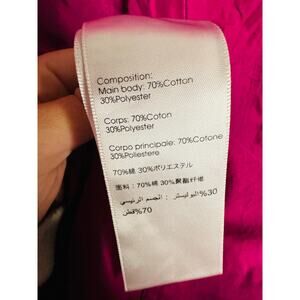 Composition:
Main body: 70%Cotton
30%Polyester
Corps: 70%Coton
30%Polyester
Corpo principale: 70%Cotone
30%Poliestere
70%綿 30%ポリエステル
面料：70%棉 30%聚酯纤维
30%البوليستر : الجسم الرئيسي
70%قطن